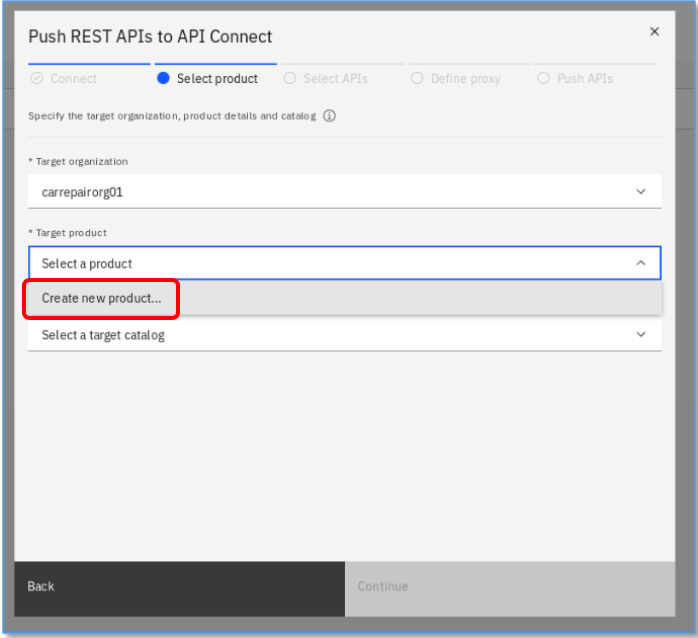 Push REST APIs to API Connect
Connect Select product Select APIs Define proxy Push APIs
Specify the target organization, product details and catalog
* Target organization
carrepairorg01
* Target product
Select a product
Create new product...
Select a target catalog
Back Continue